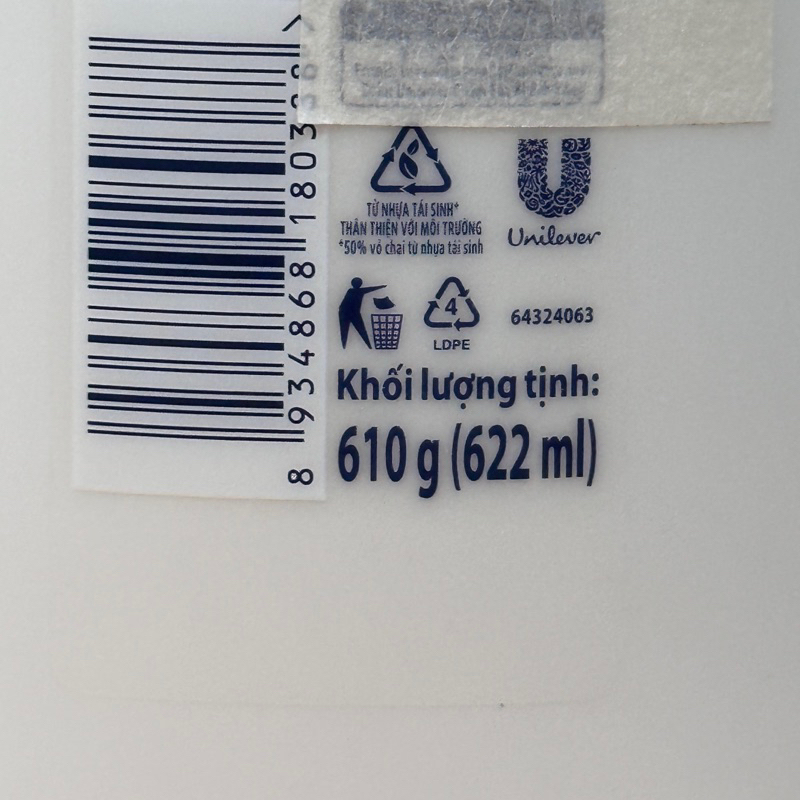 TỪ NHỰA TÁI SINH*
THÂN THIỆN VỚI MÔI TRƯỜNG
*50% vỏ chai từ nhựa tái sinh
Unilever
4
LDPE
64324063
Khối lượng tịnh:
610 g (622 ml)
8 934868 180